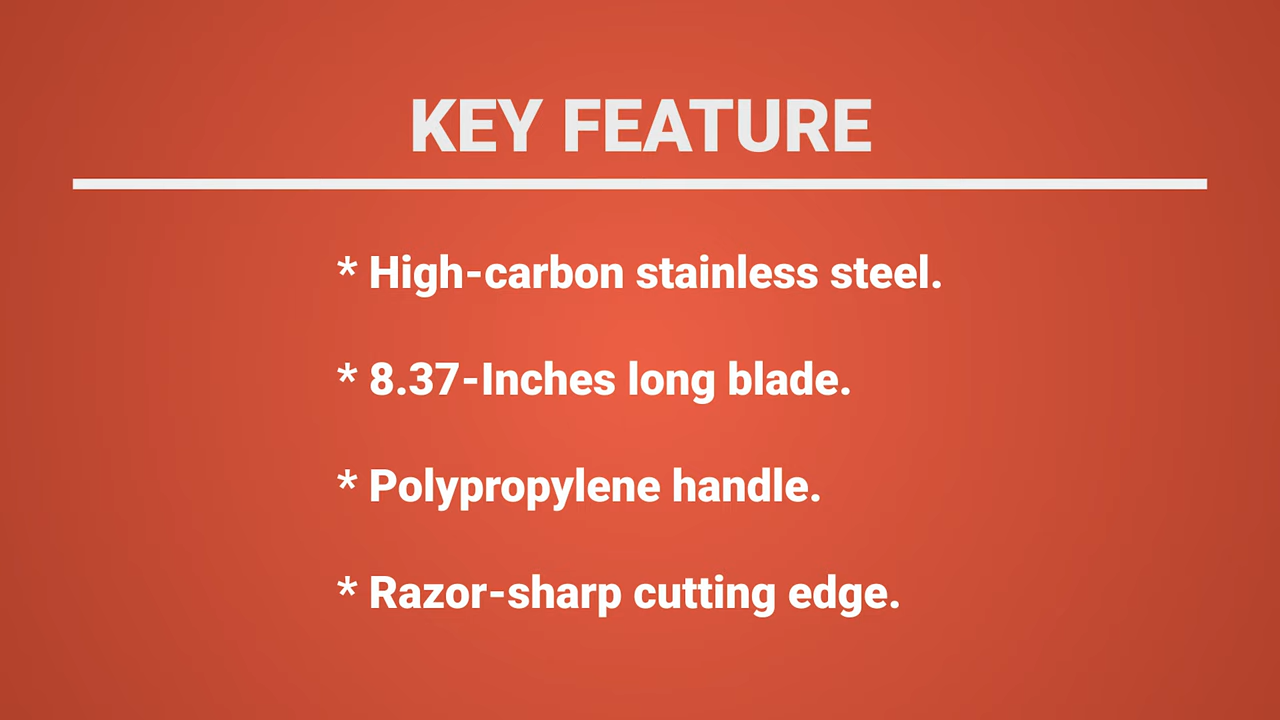 KEY FEATURE
* High-carbon stainless steel.
* 8.37-Inches long blade.
* Polypropylene handle.
* Razor-sharp cutting edge.